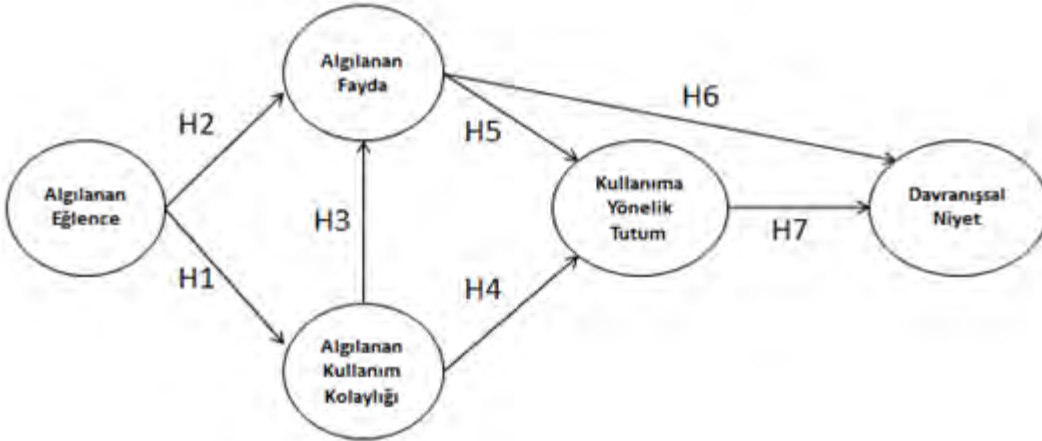 Algılanan
Fayda
H6
H2
H5
Algılanan
Eğlence
Kullanıma
Yönelik
Tutum
Davranışsal
Niyet
H3
H7
H1
H4
Algılanan
Kullanım
Kolaylığı